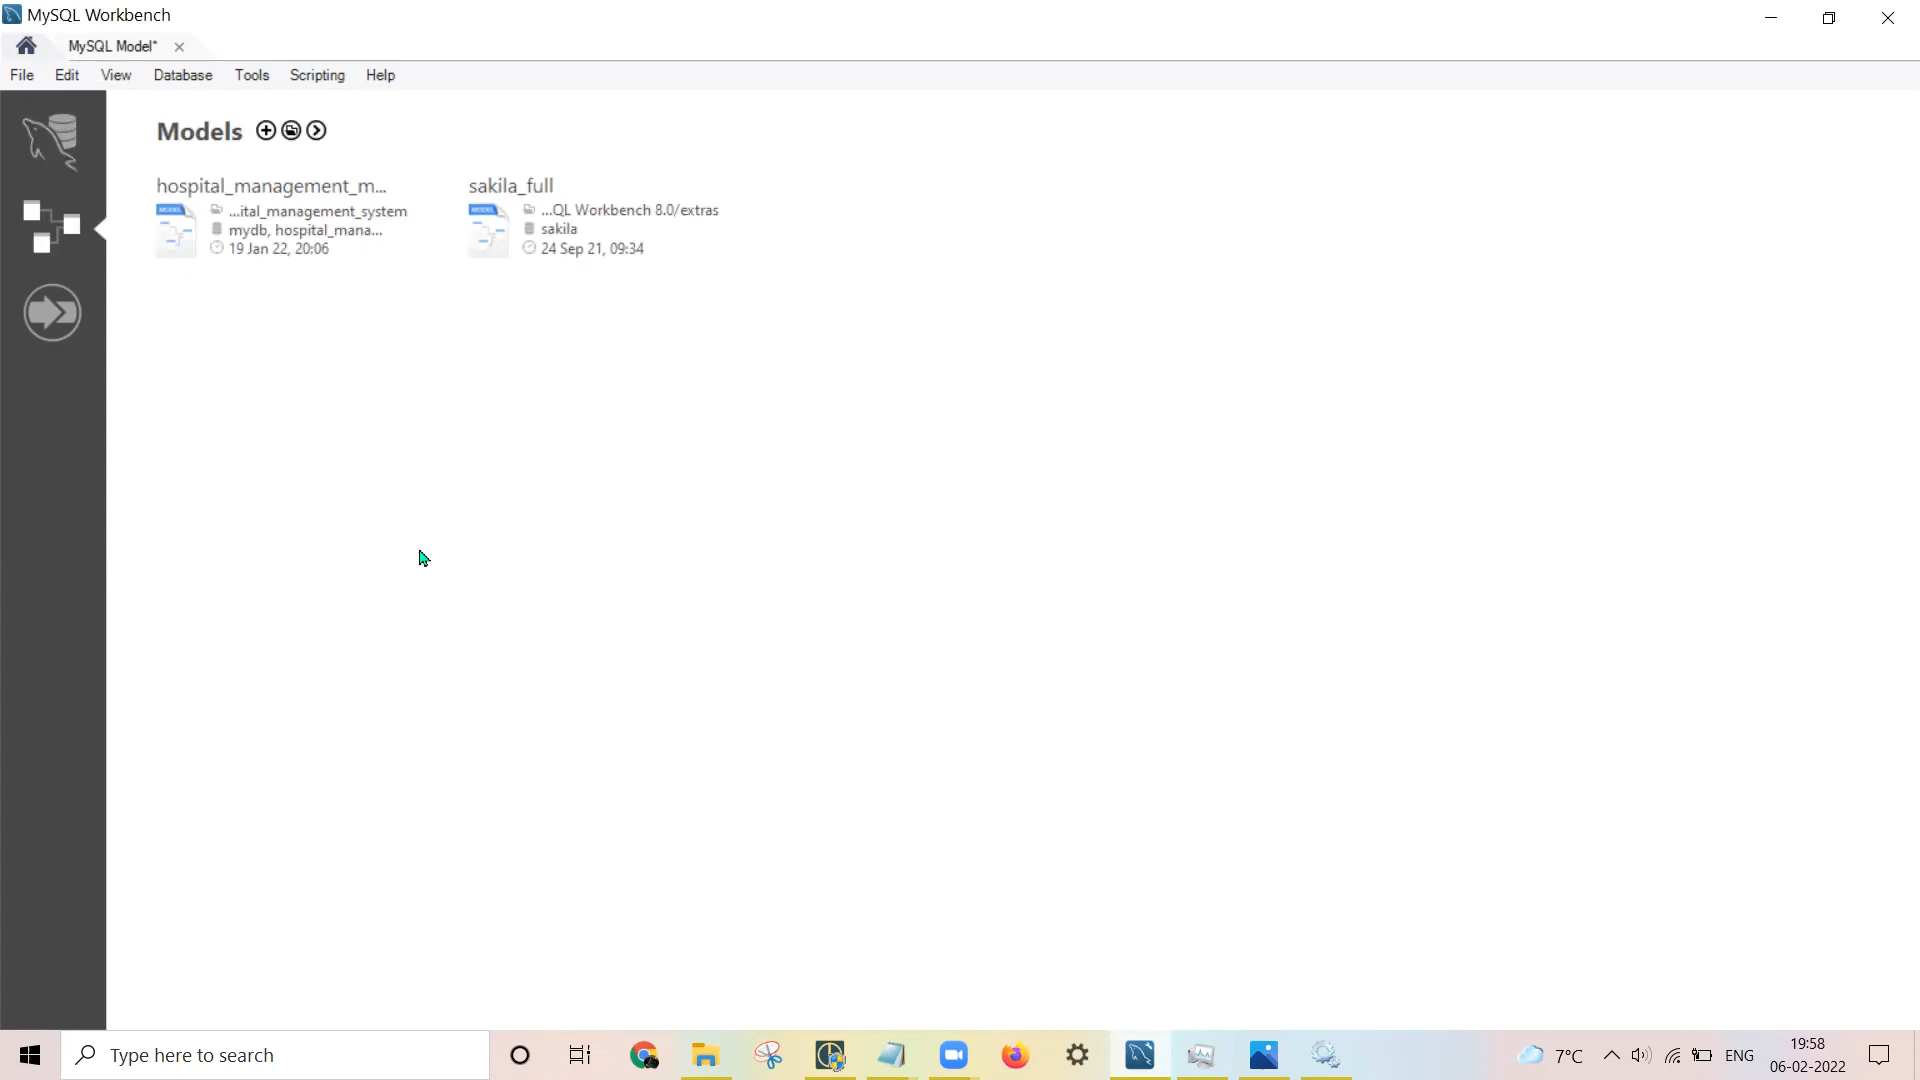 MySQL Workbench
MySQL Model*
File Edit View Database Tools Scripting Help
Models
hospital_management_m...
...ital_management_system
mydb, hospital_mana...
19 Jan 22, 20:06
sakila_full
...QL Workbench 8.0/extras
sakila
24 Sep 21, 09:34
Type here to search
7°C
ENG
19:58
06-02-2022